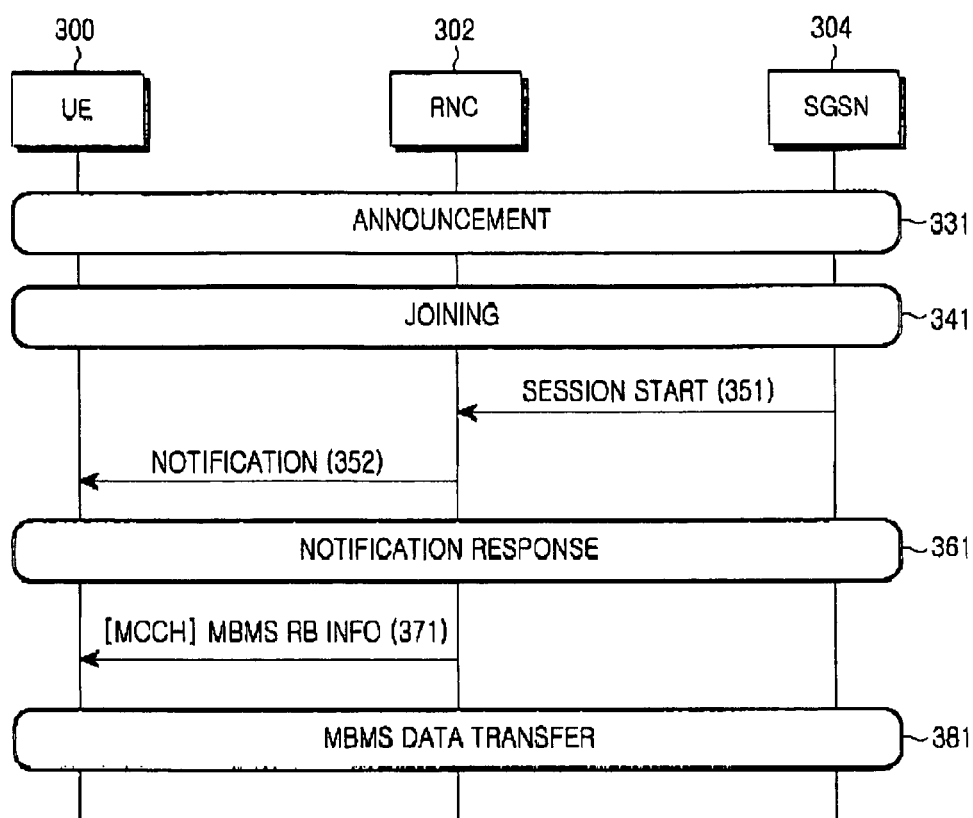 300 302 304
UE RNC SGSN
ANNOUNCEMENT 331
JOINING 341
SESSION START (351)
NOTIFICATION (352)
NOTIFICATION RESPONSE 361
[MCCH] MBMS RB INFO (371)
MBMS DATA TRANSFER 381